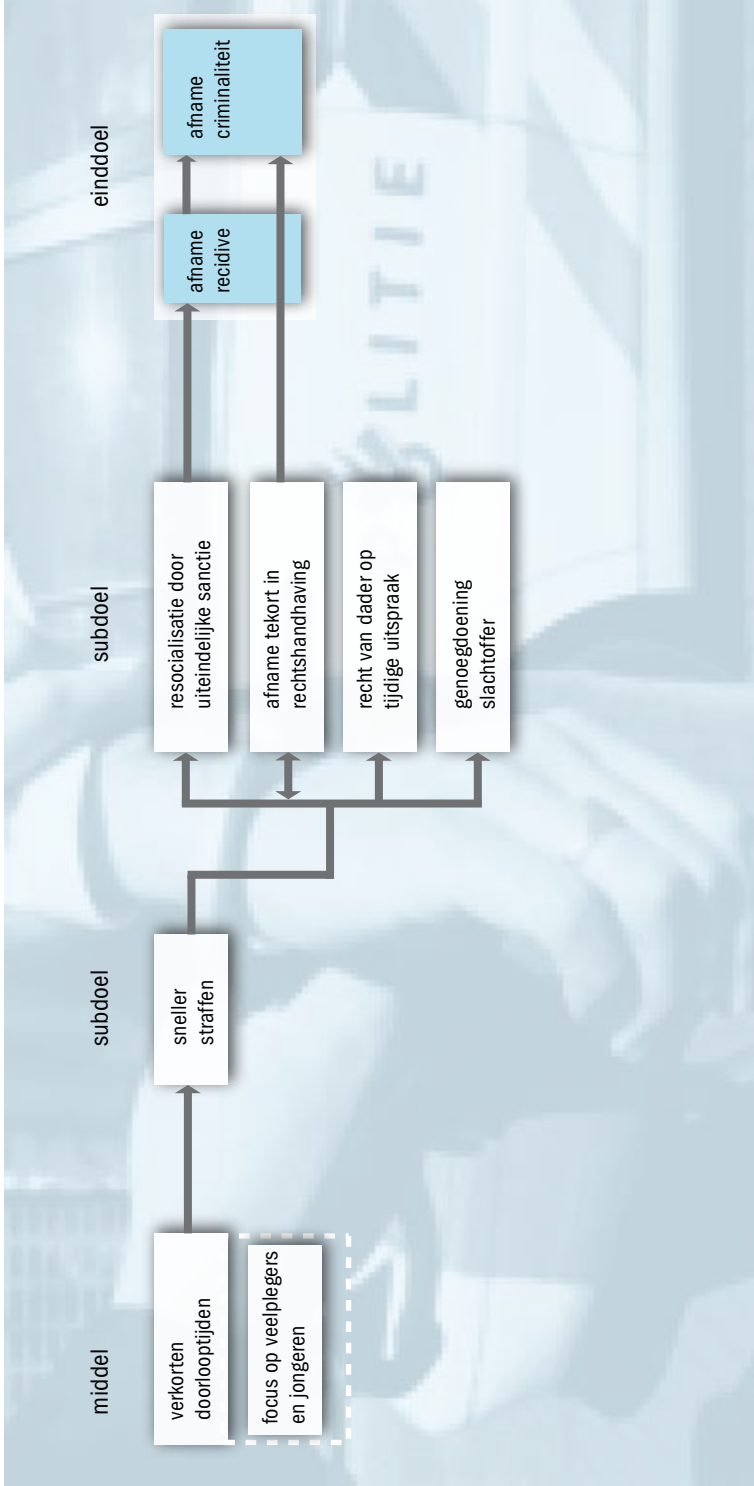 middel
subdoel
subdoel
einddoel
verkorten
doorlooptijden
focus op veelplegers
en jongeren
sneller
straffen
resocialisatie door
uiteindelijke sanctie
afname tekort in
rechtshandhaving
recht van dader op
tijdige uitspraak
genoegdoening
slachtoffer
afname
recidive
afname
criminaliteit
LITIE